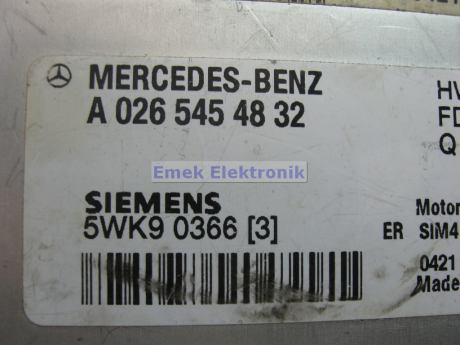 MERCEDES-BENZ
A 026 545 48 32
HV
FD
Q
Emek Elektronik
SIEMENS
5WK9 0366 [3]
Motor
ER SIM4
0421
Made